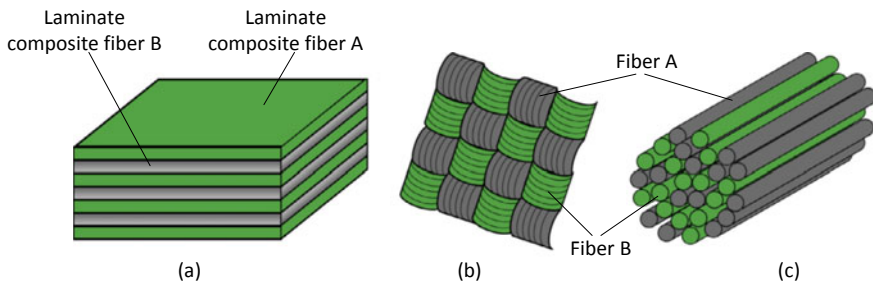 Laminate
composite fiber B
Laminate
composite fiber A
Fiber A
Fiber B
(a)
(b)
(c)